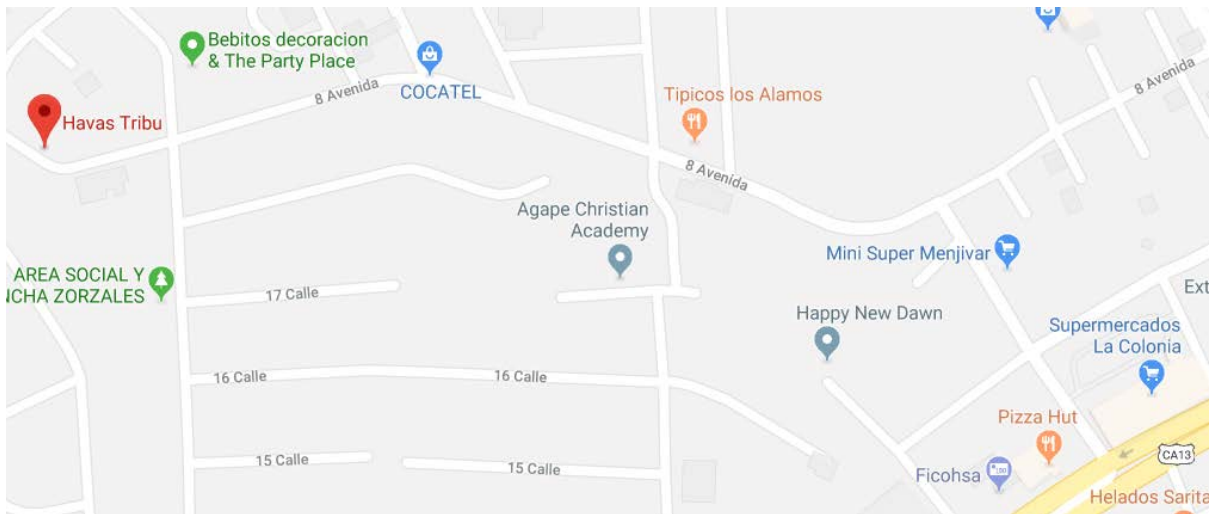 Bebitos decoracion
& The Party Place
COCATEL
8 Avenida
Havas Tribu
Tipicos los Alamos
8 Avenida
8 Avenida
Agape Christian
Academy
Mini Super Menjivar
AREA SOCIAL Y
NCHA ZORZALES
17 Calle
Ext
Happy New Dawn
Supermercados
La Colonia
16 Calle
16 Calle
Pizza Hut
15 Calle
15 Calle
Ficohsa
CA13
Helados Sarita